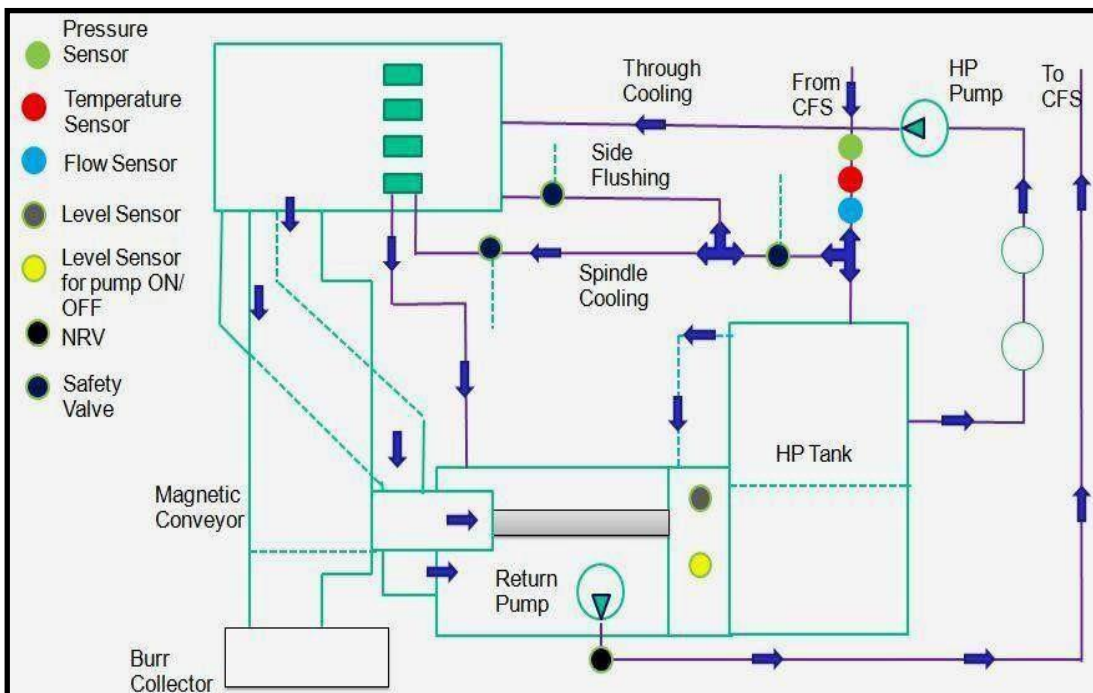 Pressure
Sensor
Temperature
Sensor
Flow Sensor
Level Sensor
Level Sensor
for pump ON/
OFF
NRV
Safety
Valve
Through
Cooling
From
CFS
HP
Pump
To
CFS
Side
Flushing
Spindle
Cooling
HP Tank
Magnetic
Conveyor
Return
Pump
Burr
Collector